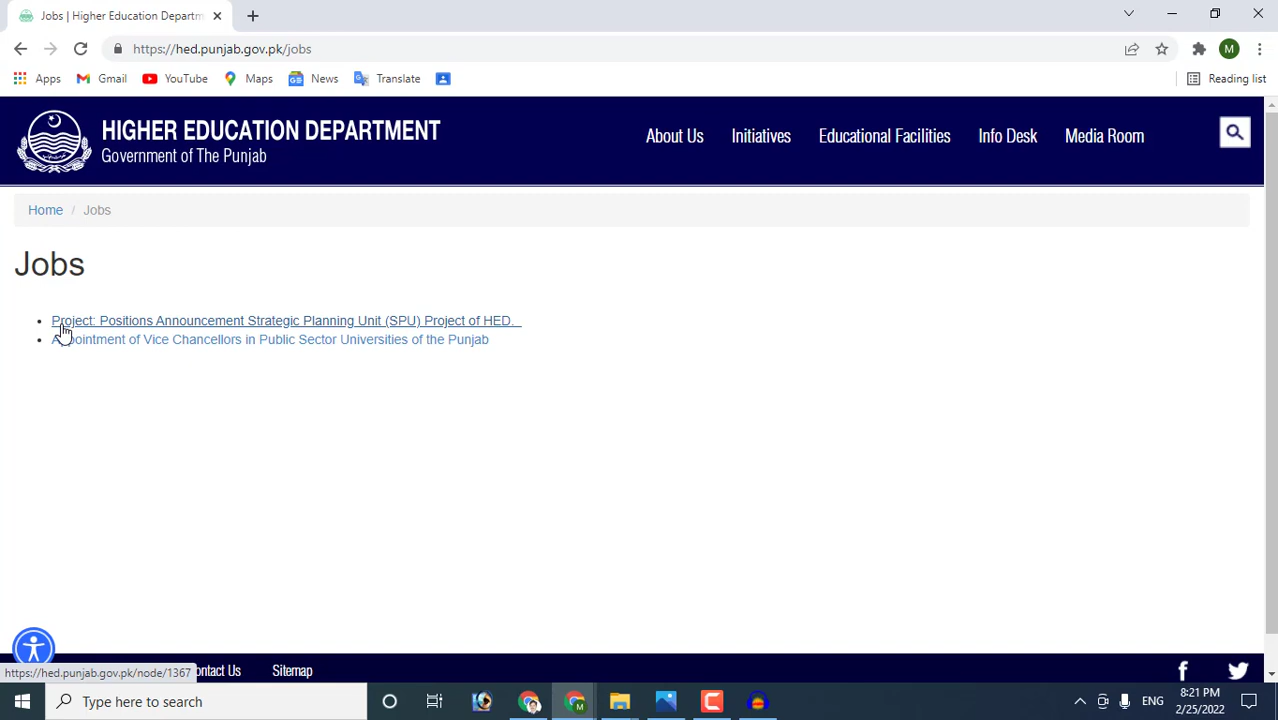 Jobs | Higher Education Departm
https://hed.punjab.gov.pk/jobs
M
Apps
Gmail
YouTube
Maps
News
Translate
Reading list
HIGHER EDUCATION DEPARTMENT
Government of The Punjab
About Us
Initiatives
Educational Facilities
Info Desk
Media Room
Home / Jobs
Jobs
Project: Positions Announcement Strategic Planning Unit (SPU) Project of HED.
Appointment of Vice Chancellors in Public Sector Universities of the Punjab
ontact Us
Sitemap
https://hed.punjab.gov.pk/node/1367
Type here to search
ENG
8:21 PM
2/25/2022